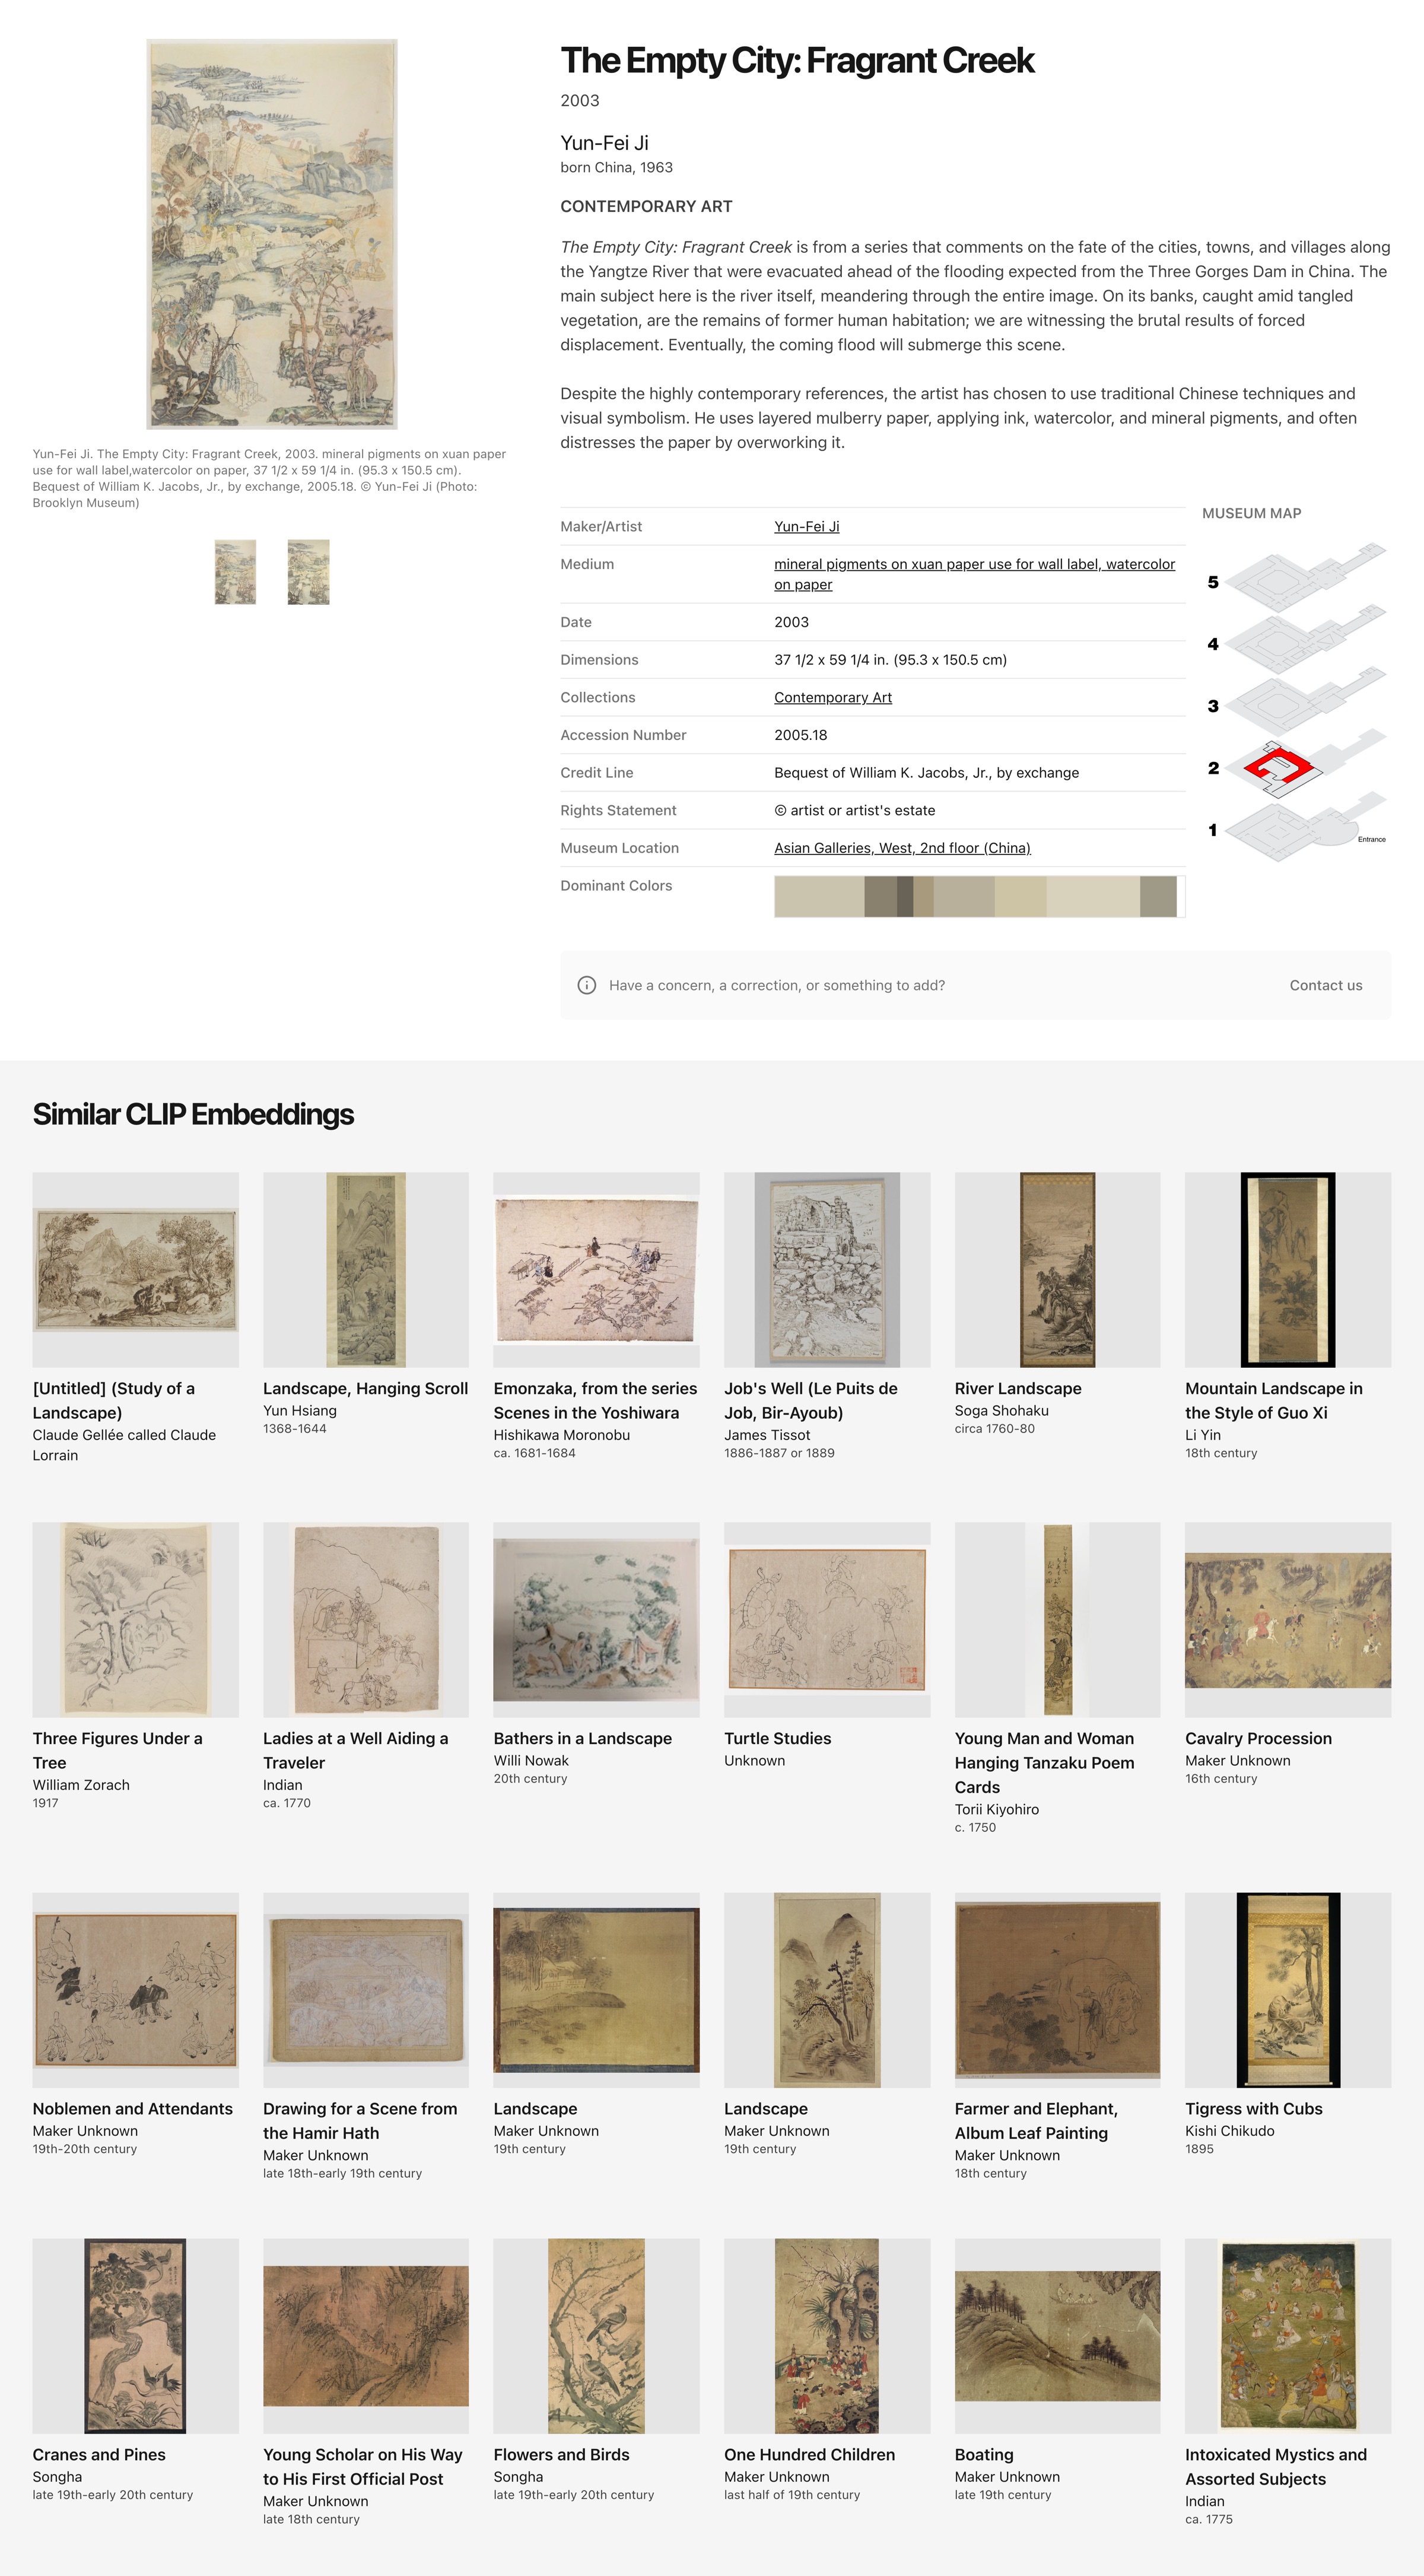 The Empty City: Fragrant Creek
2003
Yun-Fei Ji
born China, 1963
CONTEMPORARY ART
The Empty City: Fragrant Creek is from a series that comments on the fate of the cities, towns, and villages along
the Yangtze River that were evacuated ahead of the flooding expected from the Three Gorges Dam in China. The
main subject here is the river itself, meandering through the entire image. On its banks, caught amid tangled
vegetation, are the remains of former human habitation; we are witnessing the brutal results of forced
displacement. Eventually, the coming flood will submerge this scene.
Despite the highly contemporary references, the artist has chosen to use traditional Chinese techniques and
visual symbolism. He uses layered mulberry paper, applying ink, watercolor, and mineral pigments, and often
distresses the paper by overworking it.
Yun-Fei Ji. The Empty City: Fragrant Creek, 2003. mineral pigments on xuan paper
use for wall label,watercolor on paper, 37 1/2 x 59 1/4 in. (95.3 x 150.5 cm).
Bequest of William K. Jacobs, Jr., by exchange, 2005.18. © Yun-Fei Ji (Photo:
Brooklyn Museum)
Maker/Artist Yun-Fei Ji
Medium mineral pigments on xuan paper use for wall label, watercolor
on paper
Date 2003
Dimensions 37 1/2 x 59 1/4 in. (95.3 x 150.5 cm)
Collections Contemporary Art
Accession Number 2005.18
Credit Line Bequest of William K. Jacobs, Jr., by exchange
Rights Statement © artist or artist's estate
Museum Location Asian Galleries, West, 2nd floor (China)
Dominant Colors
MUSEUM MAP
5
4
3
2
1
Entrance
Have a concern, a correction, or something to add? Contact us
Similar CLIP Embeddings
[Untitled] (Study of a
Landscape)
Claude Gellée called Claude
Lorrain
Landscape, Hanging Scroll
Yun Hsiang
1368-1644
Emonzaka, from the series
Scenes in the Yoshiwara
Hishikawa Moronobu
ca. 1681-1684
Job's Well (Le Puits de
Job, Bir-Ayoub)
James Tissot
1886-1887 or 1889
River Landscape
Soga Shohaku
circa 1760-80
Mountain Landscape in
the Style of Guo Xi
Li Yin
18th century
Three Figures Under a
Tree
William Zorach
1917
Ladies at a Well Aiding a
Traveler
Indian
ca. 1770
Bathers in a Landscape
Willi Nowak
20th century
Turtle Studies
Unknown
Young Man and Woman
Hanging Tanzaku Poem
Cards
Torii Kiyohiro
c. 1750
Cavalry Procession
Maker Unknown
16th century
Noblemen and Attendants
Maker Unknown
19th-20th century
Drawing for a Scene from
the Hamir Hath
Maker Unknown
late 18th-early 19th century
Landscape
Maker Unknown
19th century
Landscape
Maker Unknown
19th century
Farmer and Elephant,
Album Leaf Painting
Maker Unknown
18th century
Tigress with Cubs
Kishi Chikudo
1895
Cranes and Pines
Songha
late 19th-early 20th century
Young Scholar on His Way
to His First Official Post
Maker Unknown
late 18th century
Flowers and Birds
Songha
late 19th-early 20th century
One Hundred Children
Maker Unknown
last half of 19th century
Boating
Maker Unknown
late 19th century
Intoxicated Mystics and
Assorted Subjects
Indian
ca. 1775